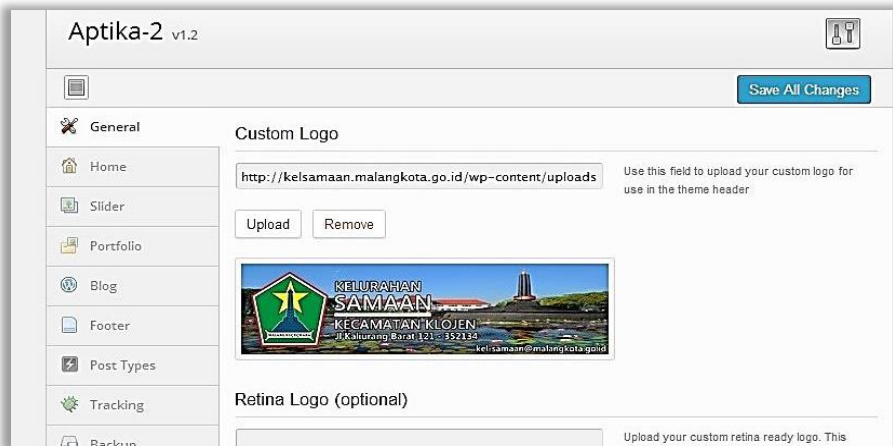 Aptika-2 v1.2
Save All Changes
General
Home
Slider
Portfolio
Blog
Footer
Post Types
Tracking
Backup
Custom Logo
http://kelsamaan.malangkota.go.id/wp-content/uploads
Use this field to upload your custom logo for
use in the theme header
Upload Remove
KELURAHAN
SAMAAN
KECAMATAN KLOJEN
Jl Kaliurang Barat 121 - 352134
kel-samaan@malangkota.go.id
Retina Logo (optional)
Upload your custom retina ready logo. This